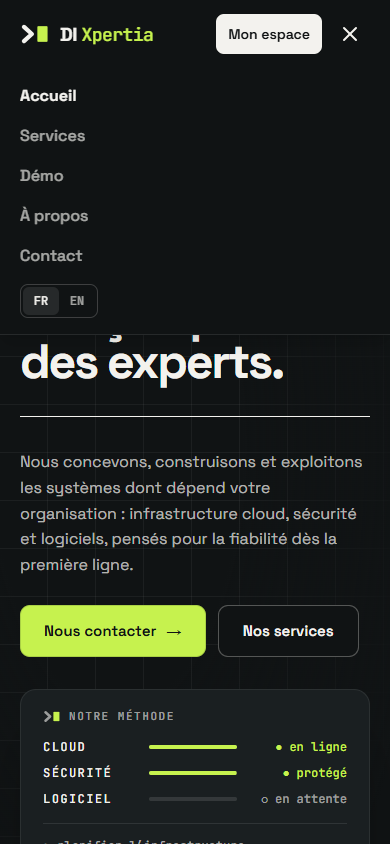 DI Xpertia
Mon espace
Accueil
Services
Démo
À propos
Contact
FR EN
des experts.
Nous concevons, construisons et exploitons
les systèmes dont dépend votre
organisation : infrastructure cloud, sécurité
et logiciels, pensés pour la fiabilité dès la
première ligne.
Nous contacter →
Nos services
NOTRE MÉTHODE
CLOUD ● en ligne
SÉCURITÉ ● protégé
LOGICIEL ○ en attente